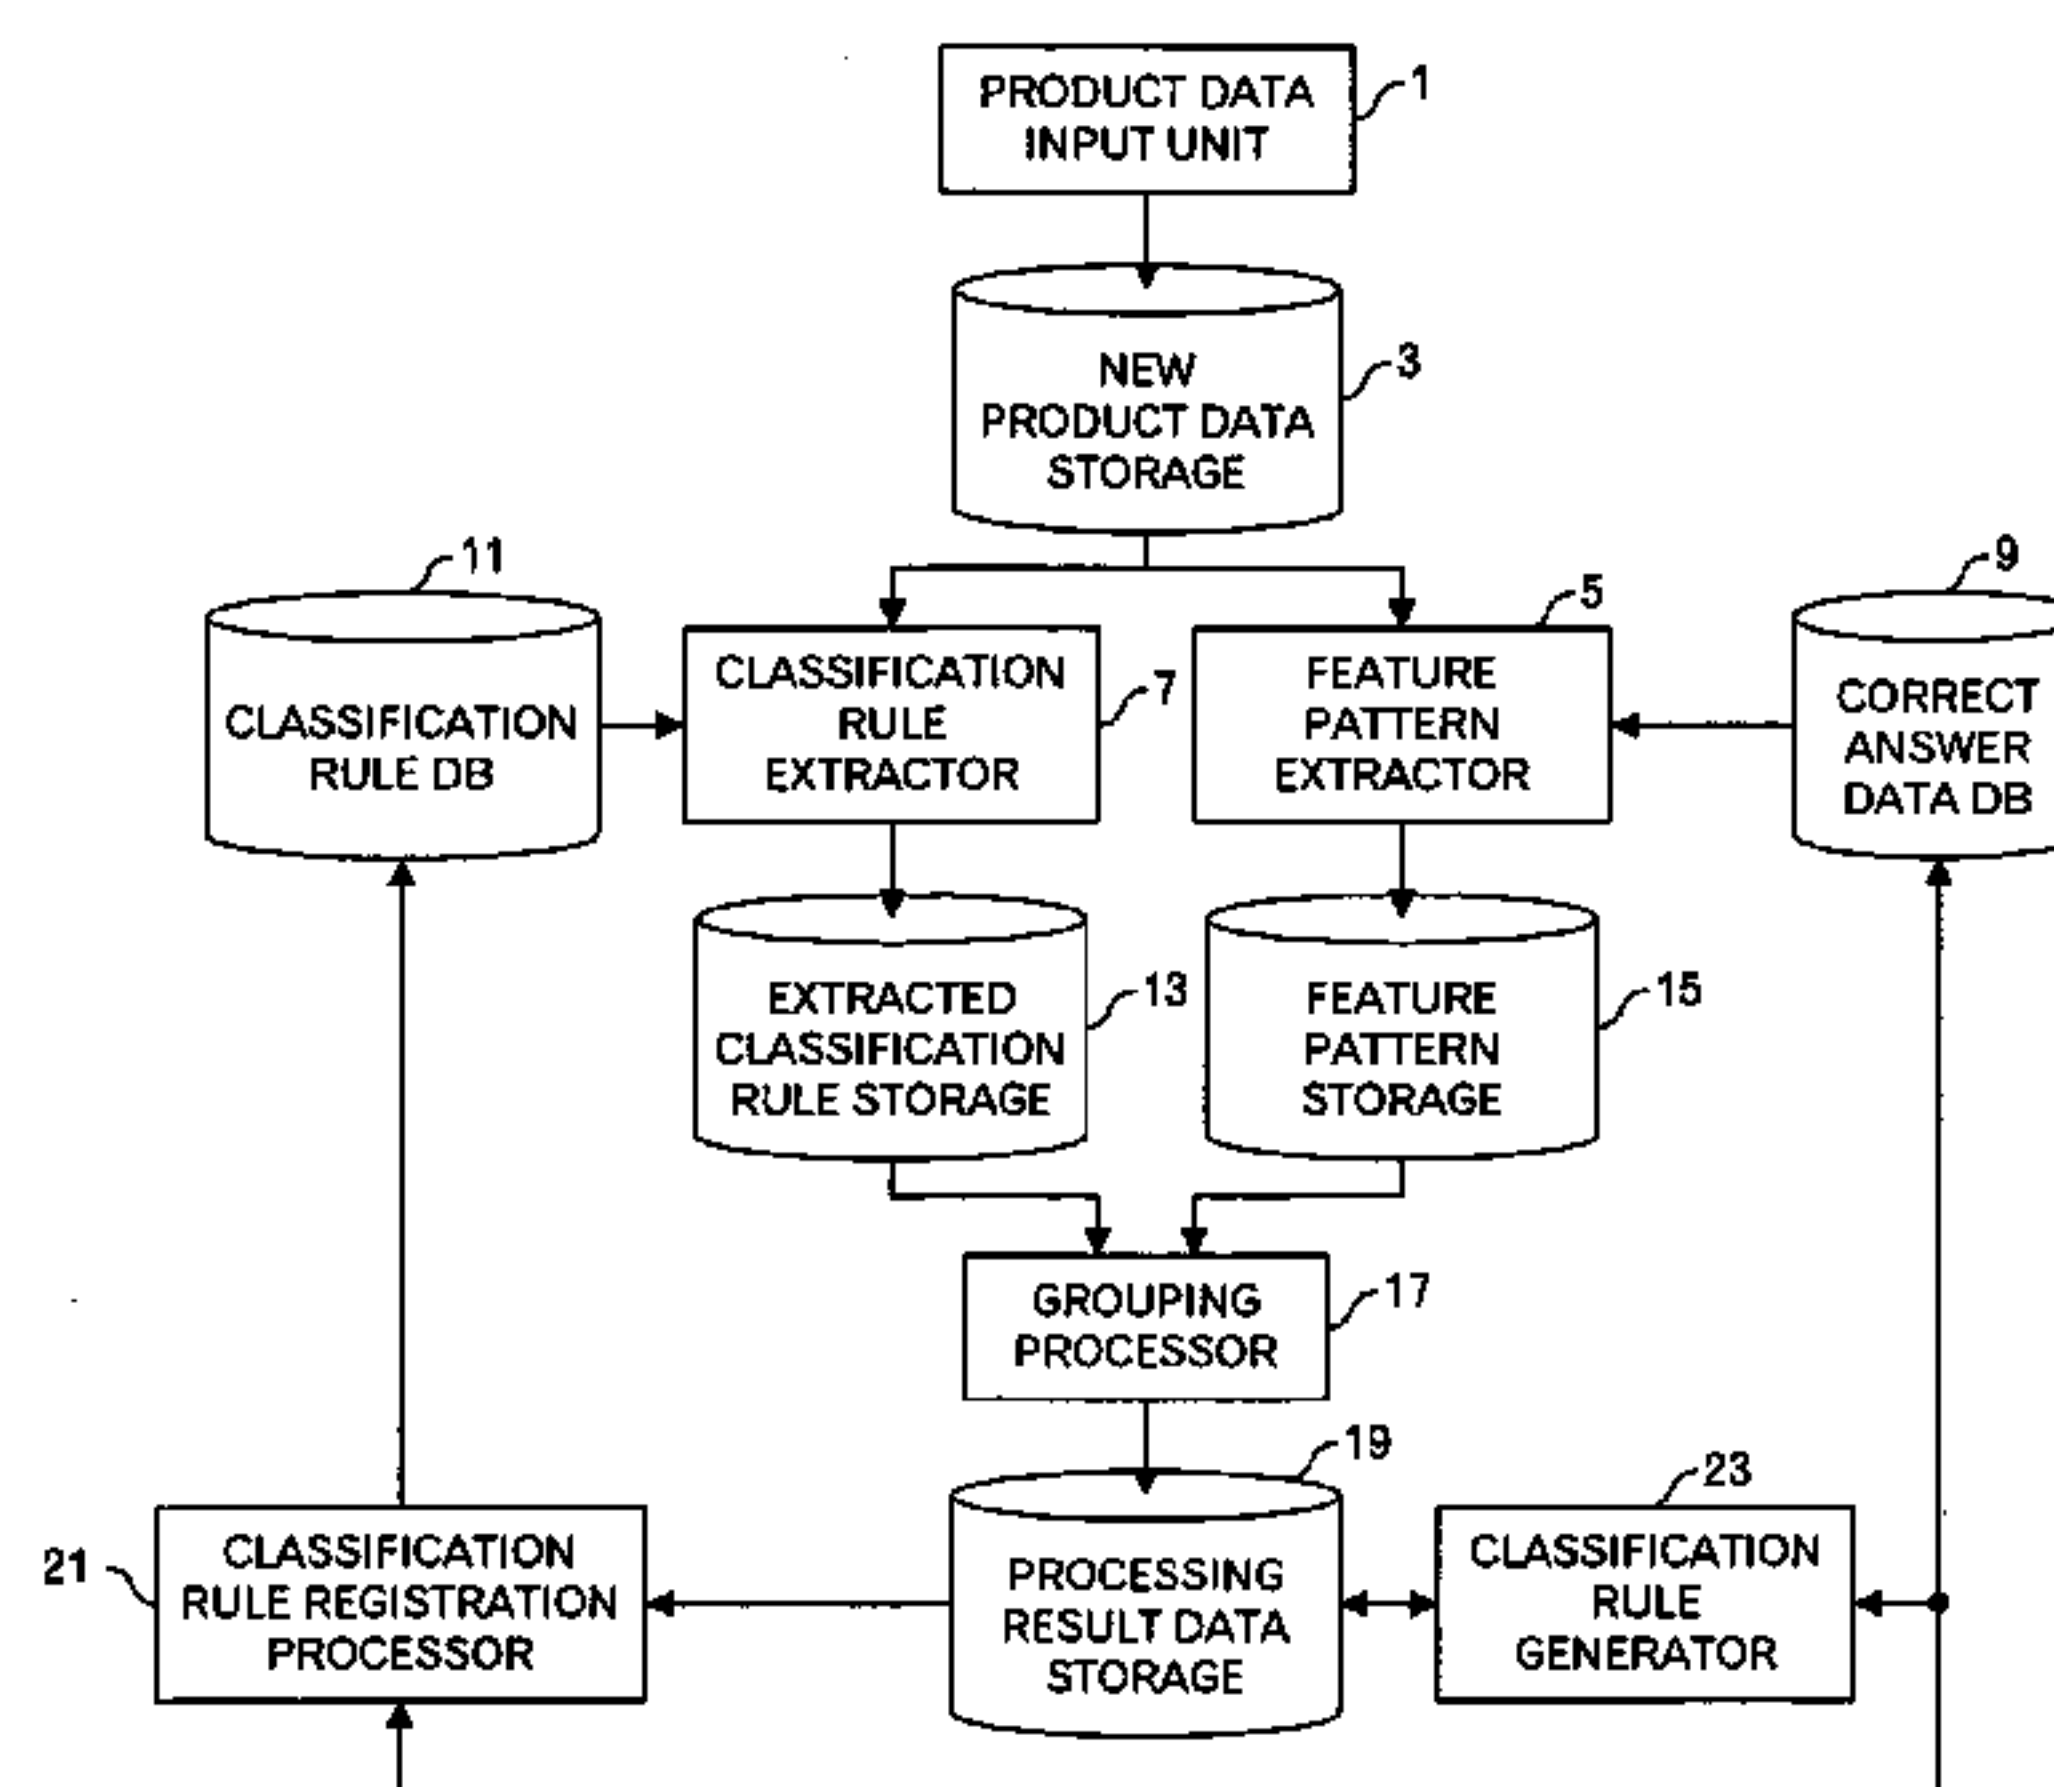 PRODUCT DATA
INPUT UNIT
1
NEW
PRODUCT DATA
STORAGE
3
11
CLASSIFICATION
RULE DB
CLASSIFICATION
RULE
EXTRACTOR
7
5
FEATURE
PATTERN
EXTRACTOR
9
CORRECT
ANSWER
DATA DB
EXTRACTED
CLASSIFICATION
RULE STORAGE
13
FEATURE
PATTERN
STORAGE
15
GROUPING
PROCESSOR
17
21
CLASSIFICATION
RULE REGISTRATION
PROCESSOR
19
PROCESSING
RESULT DATA
STORAGE
23
CLASSIFICATION
RULE
GENERATOR